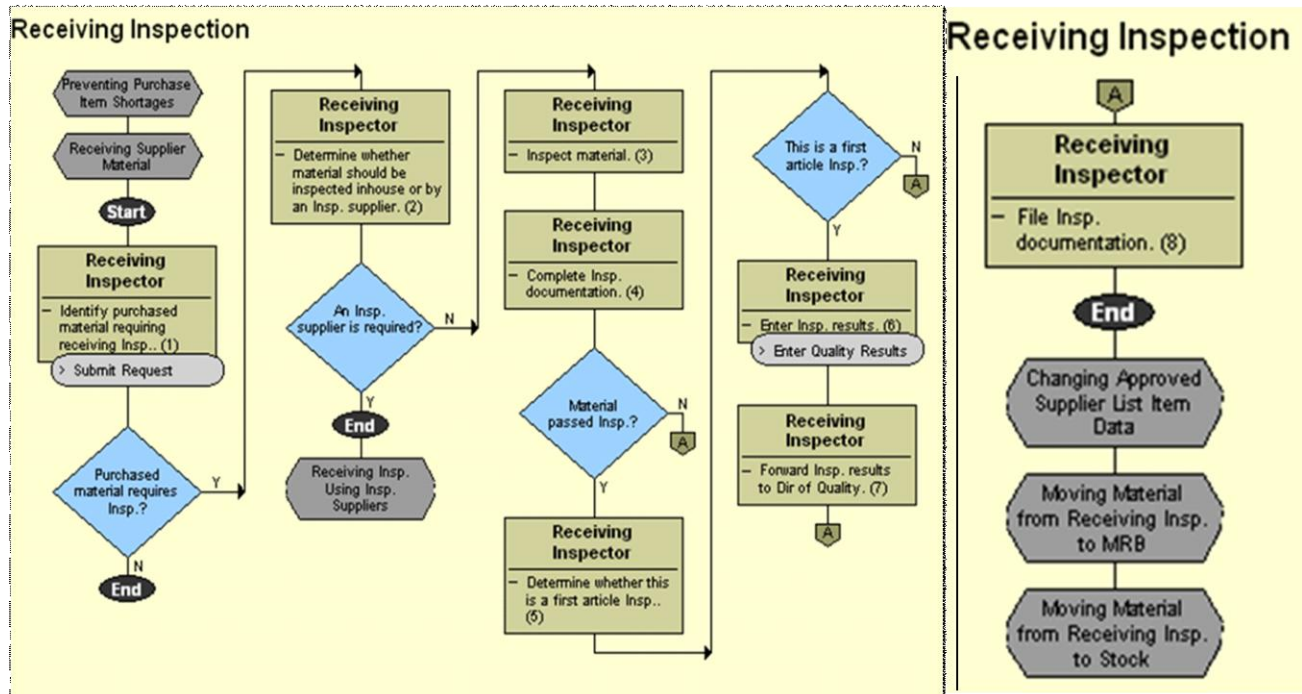 Receiving Inspection
Preventing Purchase
Item Shortages
Receiving Supplier
Material
Start
Receiving
Inspector
– Identify purchased
material requiring
receiving Insp.. (1)
> Submit Request
Purchased
material requires
Insp.?
Y
N
End
Receiving
Inspector
– Determine whether
material should be
inspected inhouse or by
an Insp. supplier. (2)
An Insp.
supplier is required?
N
Y
End
Receiving Insp.
Using Insp.
Suppliers
Receiving
Inspector
– Inspect material. (3)
Receiving
Inspector
– Complete Insp.
documentation. (4)
Material
passed Insp.?
N
A
Y
Receiving
Inspector
– Determine whether this
is a first article Insp..
(5)
This is a first
article Insp.?
N
A
Y
Receiving
Inspector
– Enter Insp. results. (6)
> Enter Quality Results
Receiving
Inspector
– Forward Insp. results
to Dir of Quality. (7)
A
Receiving Inspection
A
Receiving
Inspector
– File Insp.
documentation. (8)
End
Changing Approved
Supplier List Item
Data
Moving Material
from Receiving Insp.
to MRB
Moving Material
from Receiving Insp.
to Stock